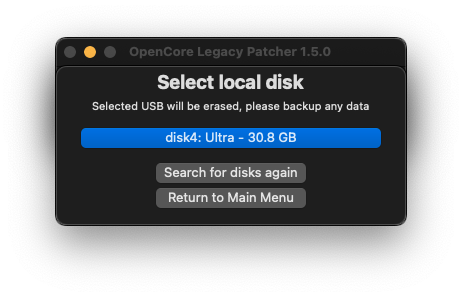 OpenCore Legacy Patcher 1.5.0
Select local disk
Selected USB will be erased, please backup any data
disk4: Ultra - 30.8 GB
Search for disks again
Return to Main Menu